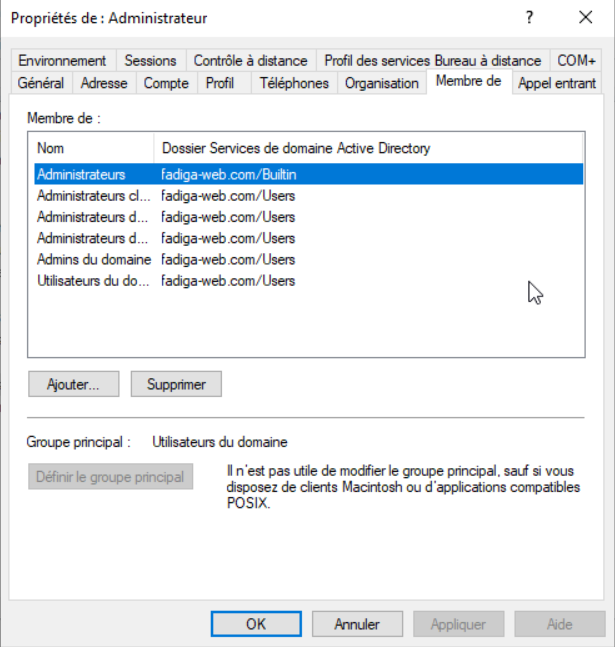 Propriétés de : Administrateur ? ×
Environnement Sessions Contrôle à distance Profil des services Bureau à distance COM+
Général Adresse Compte Profil Téléphones Organisation Membre de Appel entrant
Membre de :
Nom Dossier Services de domaine Active Directory
Administrateurs fadiga-web.com/Builtin
Administrateurs cl... fadiga-web.com/Users
Administrateurs d... fadiga-web.com/Users
Administrateurs d... fadiga-web.com/Users
Admins du domaine fadiga-web.com/Users
Utilisateurs du do... fadiga-web.com/Users
Ajouter... Supprimer
Groupe principal : Utilisateurs du domaine
Définir le groupe principal
Il n'est pas utile de modifier le groupe principal, sauf si vous
disposez de clients Macintosh ou d'applications compatibles
POSIX.
OK Annuler Appliquer Aide